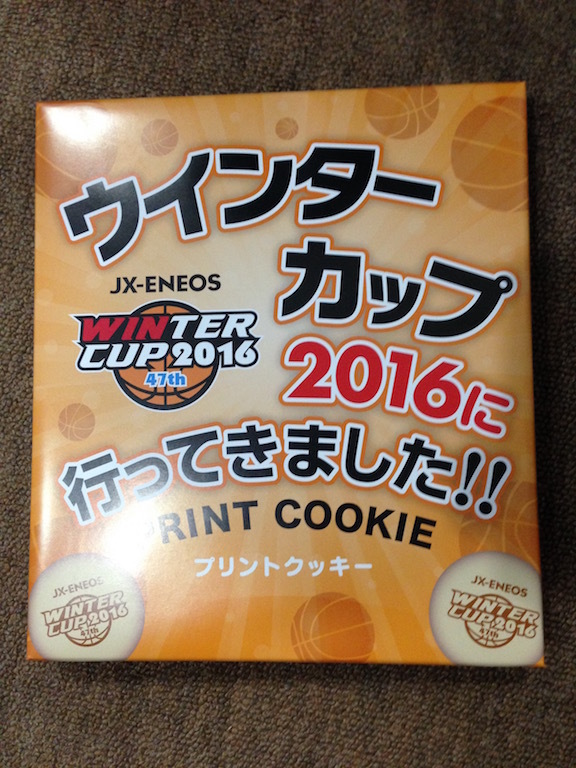 ウインター
カップ
2016に
行ってきました!!
JX-ENEOS
WINTER
CUP 2016
47th
PRINT COOKIE
プリントクッキー
JX-ENEOS
WINTER
CUP 2016
47th
JX-ENEOS
WINTER
CUP 2016
47th